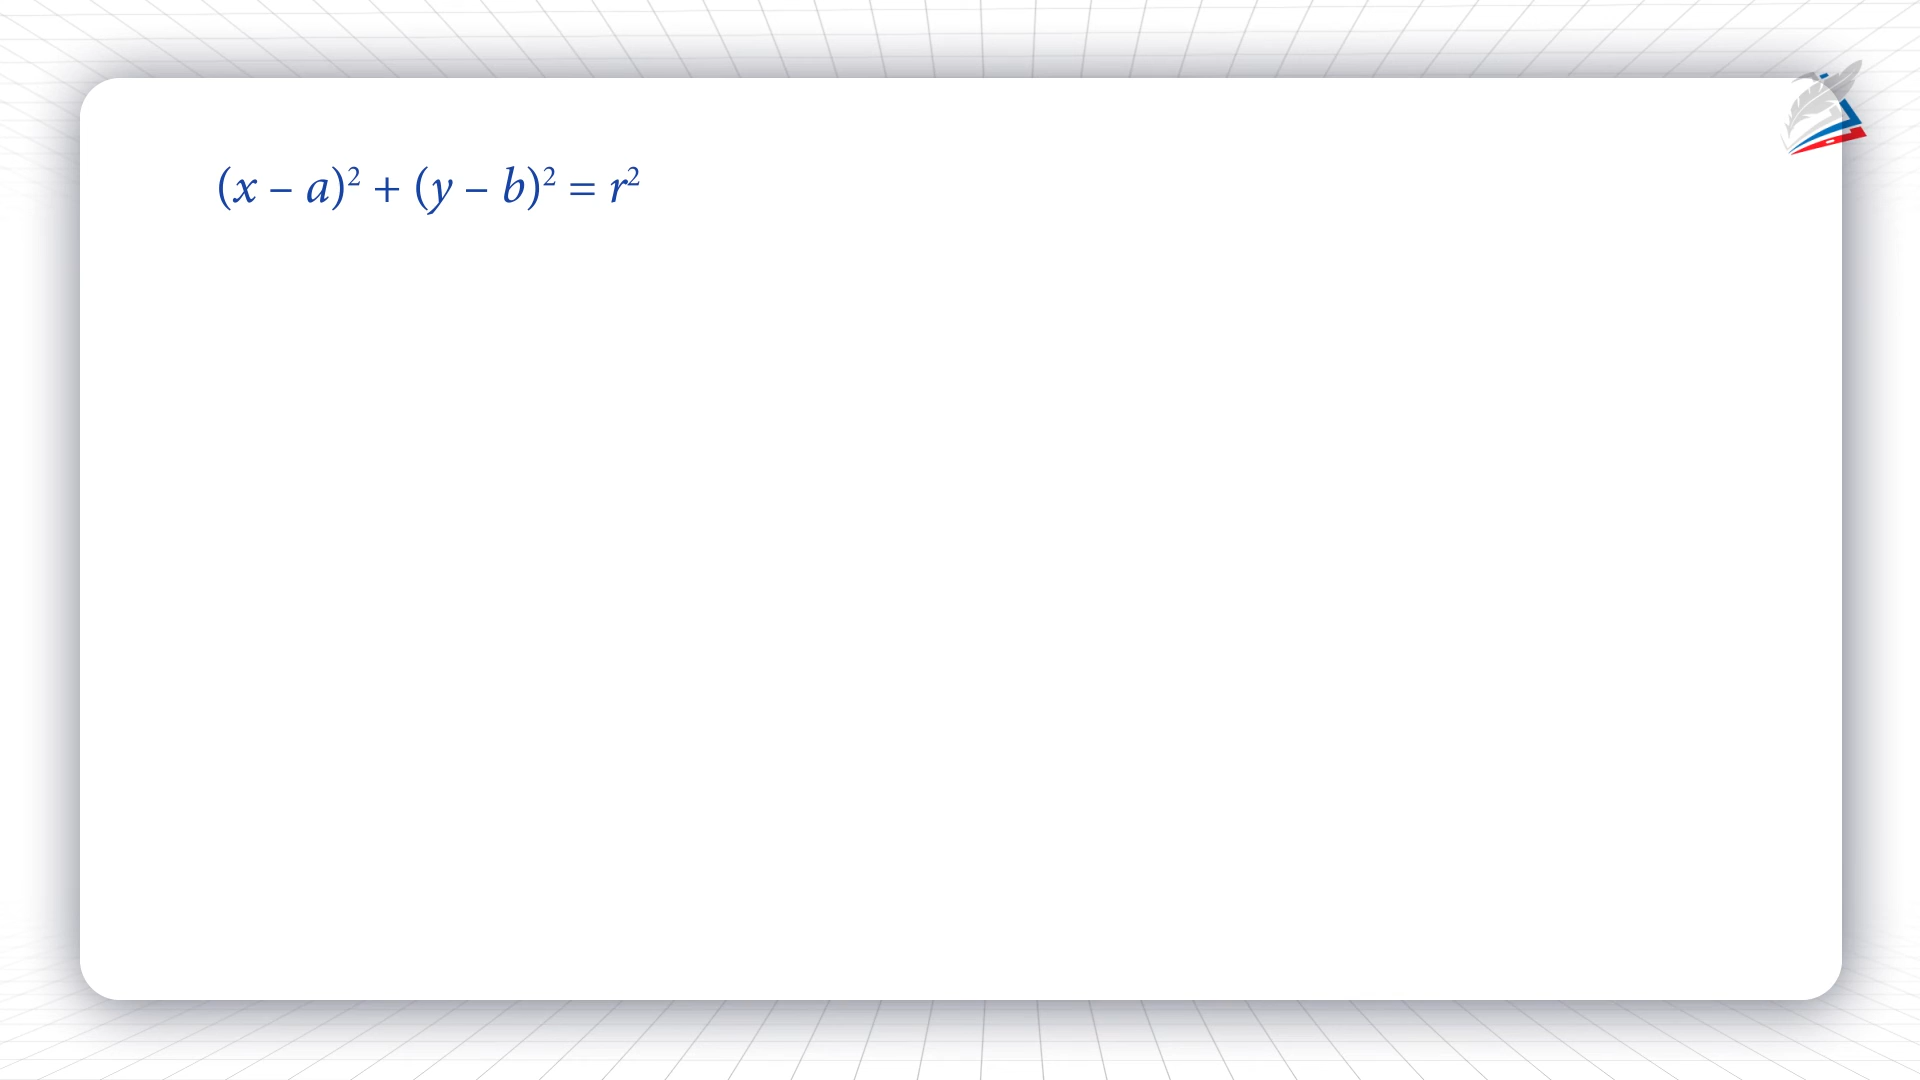 (x – a)² + (y – b)² = r²